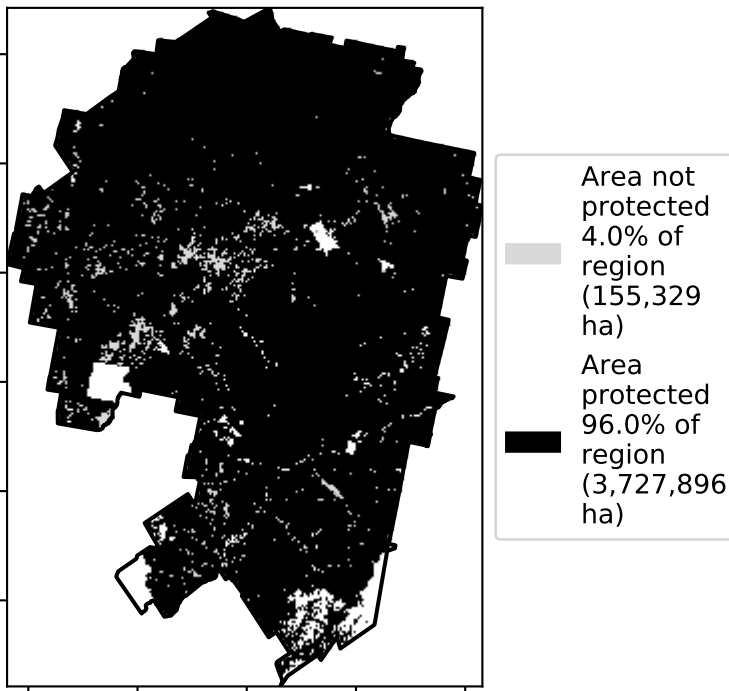 Area not
protected
4.0% of
region
(155,329
ha)
Area
protected
96.0% of
region
(3,727,896
ha)